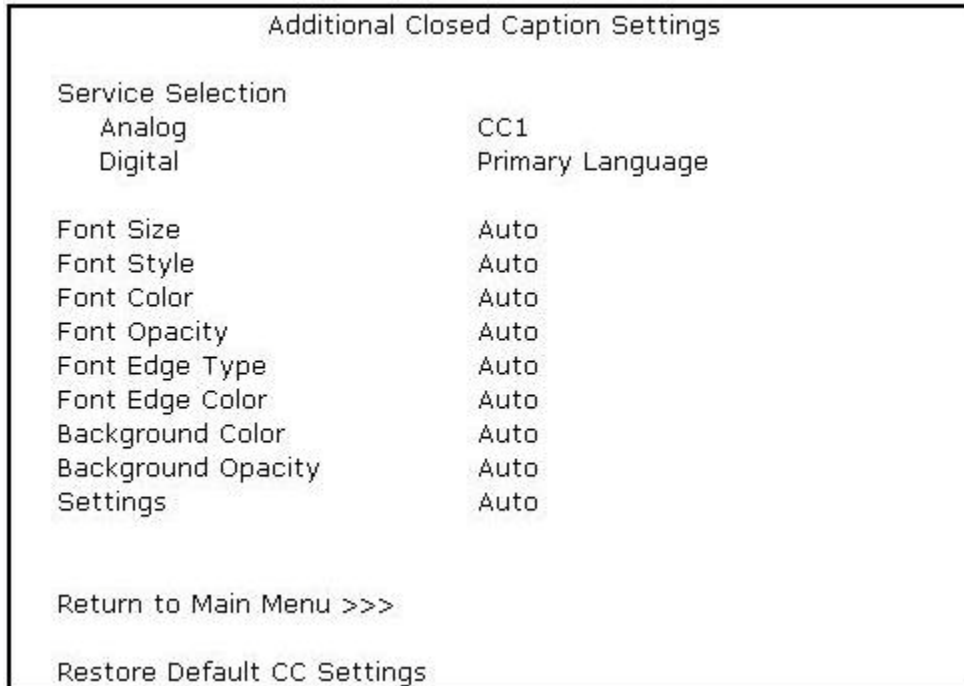 Additional Closed Caption Settings
Service Selection
Analog CC1
Digital Primary Language
Font Size Auto
Font Style Auto
Font Color Auto
Font Opacity Auto
Font Edge Type Auto
Font Edge Color Auto
Background Color Auto
Background Opacity Auto
Settings Auto
Return to Main Menu >>>
Restore Default CC Settings